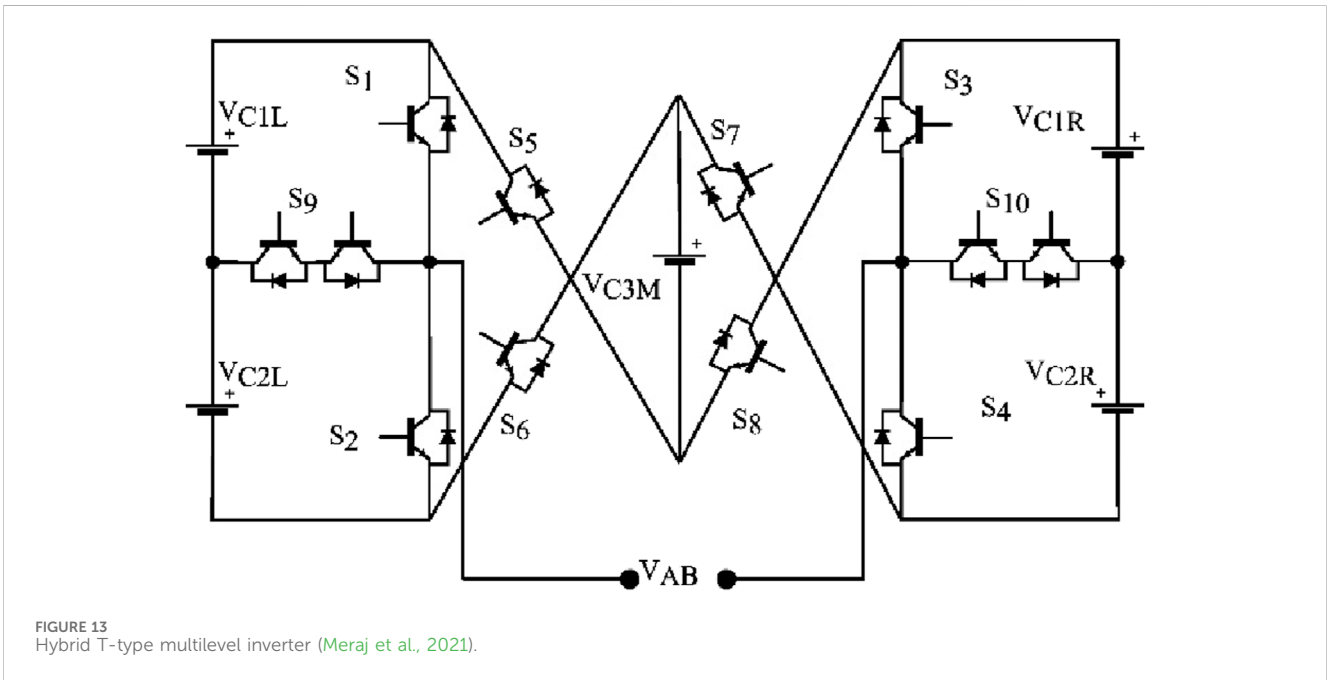 S1
S3
VC1L
+
S5
S7
VC1R
+
S9
S10
+
VC3M
VC2L
+
VC2R
+
S2
S6
S8
S4
VAB
FIGURE 13
Hybrid T-type multilevel inverter (Meraj et al., 2021).